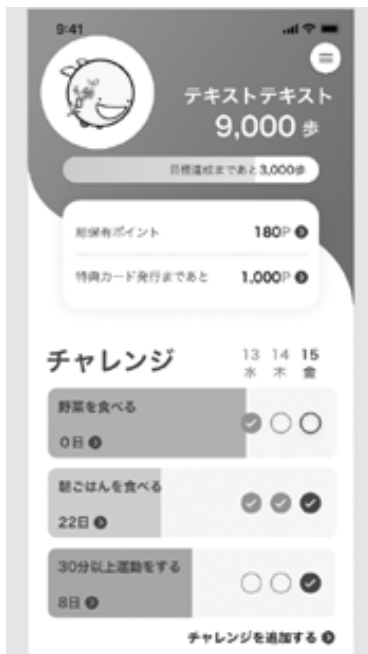 9:41
テキストテキスト
9,000 歩
目標達成まであと3,000歩
総保有ポイント 180P
特典カード発行まであと 1,000P
チャレンジ
13 14 15
水 木 金
野菜を食べる
0日
朝ごはんを食べる
22日
30分以上運動をする
8日
チャレンジを追加する